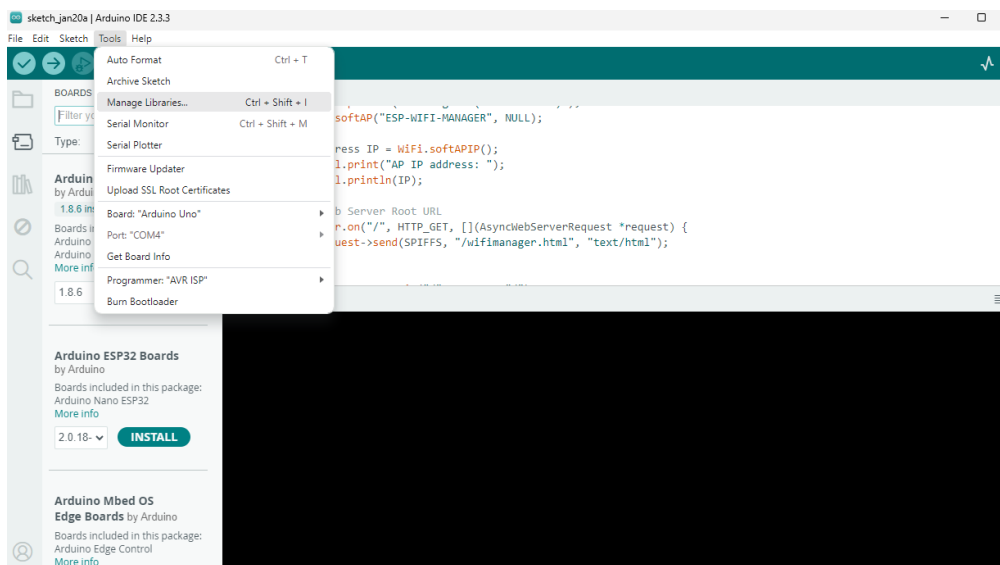 sketch_jan20a | Arduino IDE 2.3.3
File Edit Sketch Tools Help
Auto Format Ctrl + T
Archive Sketch
Manage Libraries... Ctrl + Shift + I
Serial Monitor Ctrl + Shift + M
Serial Plotter
Firmware Updater
Upload SSL Root Certificates
Board: "Arduino Uno"
Port: "COM4"
Get Board Info
Programmer: "AVR ISP"
Burn Bootloader
BOARDS
Filter yo
Type:
Arduin
by Ardui
1.8.6 ins
Boards i
Arduino
Arduino
More inf
1.8.6
Arduino ESP32 Boards
by Arduino
Boards included in this package:
Arduino Nano ESP32
More info
2.0.18- INSTALL
Arduino Mbed OS
Edge Boards by Arduino
Boards included in this package:
Arduino Edge Control
More info
softAP("ESP-WIFI-MANAGER", NULL);
ress IP = WiFi.softAPIP();
l.print("AP IP address: ");
l.println(IP);
b Server Root URL
r.on("/", HTTP_GET, [](AsyncWebServerRequest *request) {
uest->send(SPIFFS, "/wifimanager.html", "text/html");